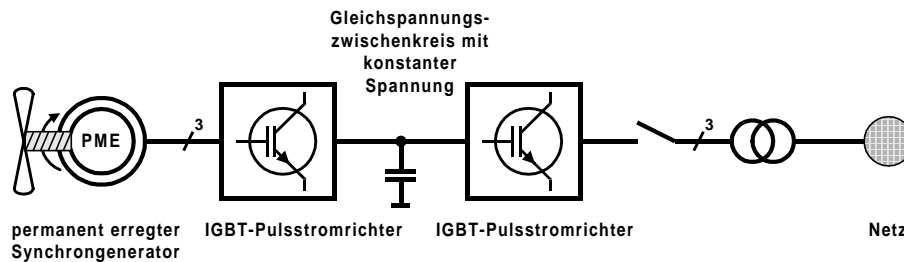 Gleichspannungs-
zwischenkreis mit
konstanter
Spannung
PME
3
3
permanent erregter
Synchrongenerator
IGBT-Pulsstromrichter
IGBT-Pulsstromrichter
Netz